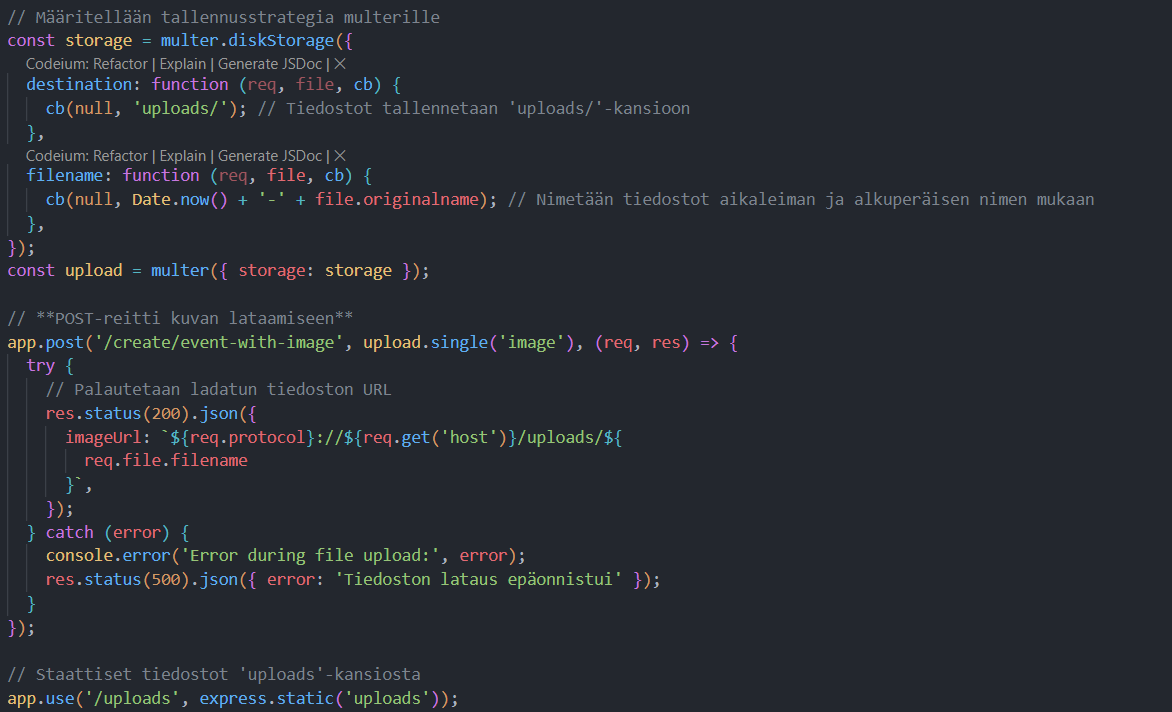 // Määritellään tallennusstrategia multerille
const storage = multer.diskStorage({
Codeium: Refactor | Explain | Generate JSDoc | ✕
destination: function (req, file, cb) {
cb(null, 'uploads/'); // Tiedostot tallennetaan 'uploads/'-kansioon
},
Codeium: Refactor | Explain | Generate JSDoc | ✕
filename: function (req, file, cb) {
cb(null, Date.now() + '-' + file.originalname); // Nimetään tiedostot aikaleiman ja alkuperäisen nimen mukaan
},
});
const upload = multer({ storage: storage });
// **POST-reitti kuvan lataamiseen**
app.post('/create/event-with-image', upload.single('image'), (req, res) => {
try {
// Palautetaan ladatun tiedoston URL
res.status(200).json({
imageUrl: `${req.protocol}://${req.get('host')}/uploads/${
req.file.filename
}`,
});
} catch (error) {
console.error('Error during file upload:', error);
res.status(500).json({ error: 'Tiedoston lataus epäonnistui' });
}
});
// Staattiset tiedostot 'uploads'-kansiosta
app.use('/uploads', express.static('uploads'));